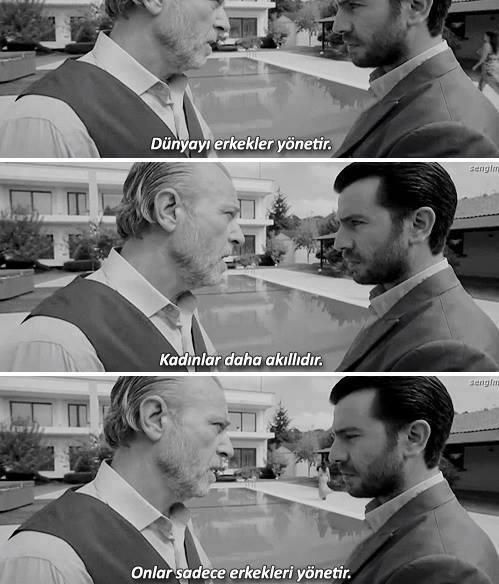 Dünyayı erkekler yönetir.
Kadınlar daha akıllıdır.
Onlar sadece erkekleri yönetir.